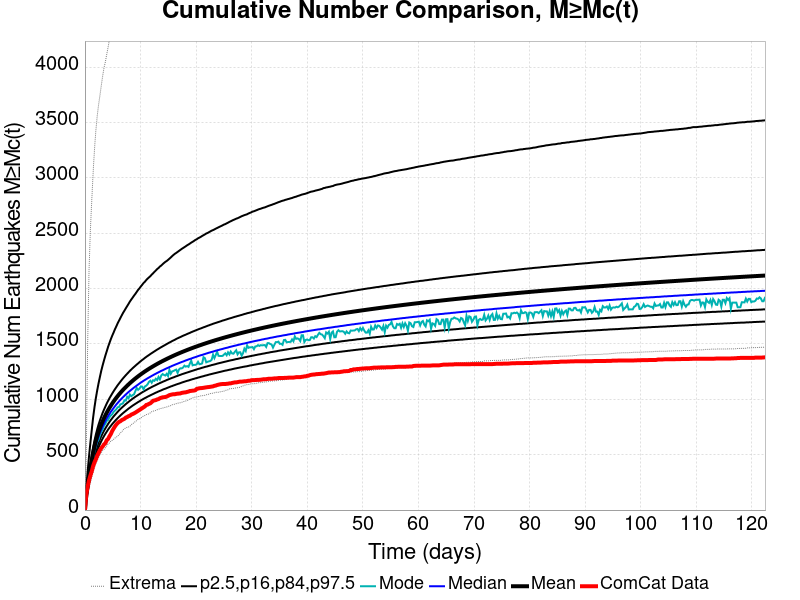 Cumulative Number Comparison, M≥Mc(t)
Cumulative Num Earthquakes M≥Mc(t)
4000
3500
3000
2500
2000
1500
1000
500
0
0 10 20 30 40 50 60 70 80 90 100 110 120
Time (days)
Extrema p2.5,p16,p84,p97.5 Mode Median Mean ComCat Data